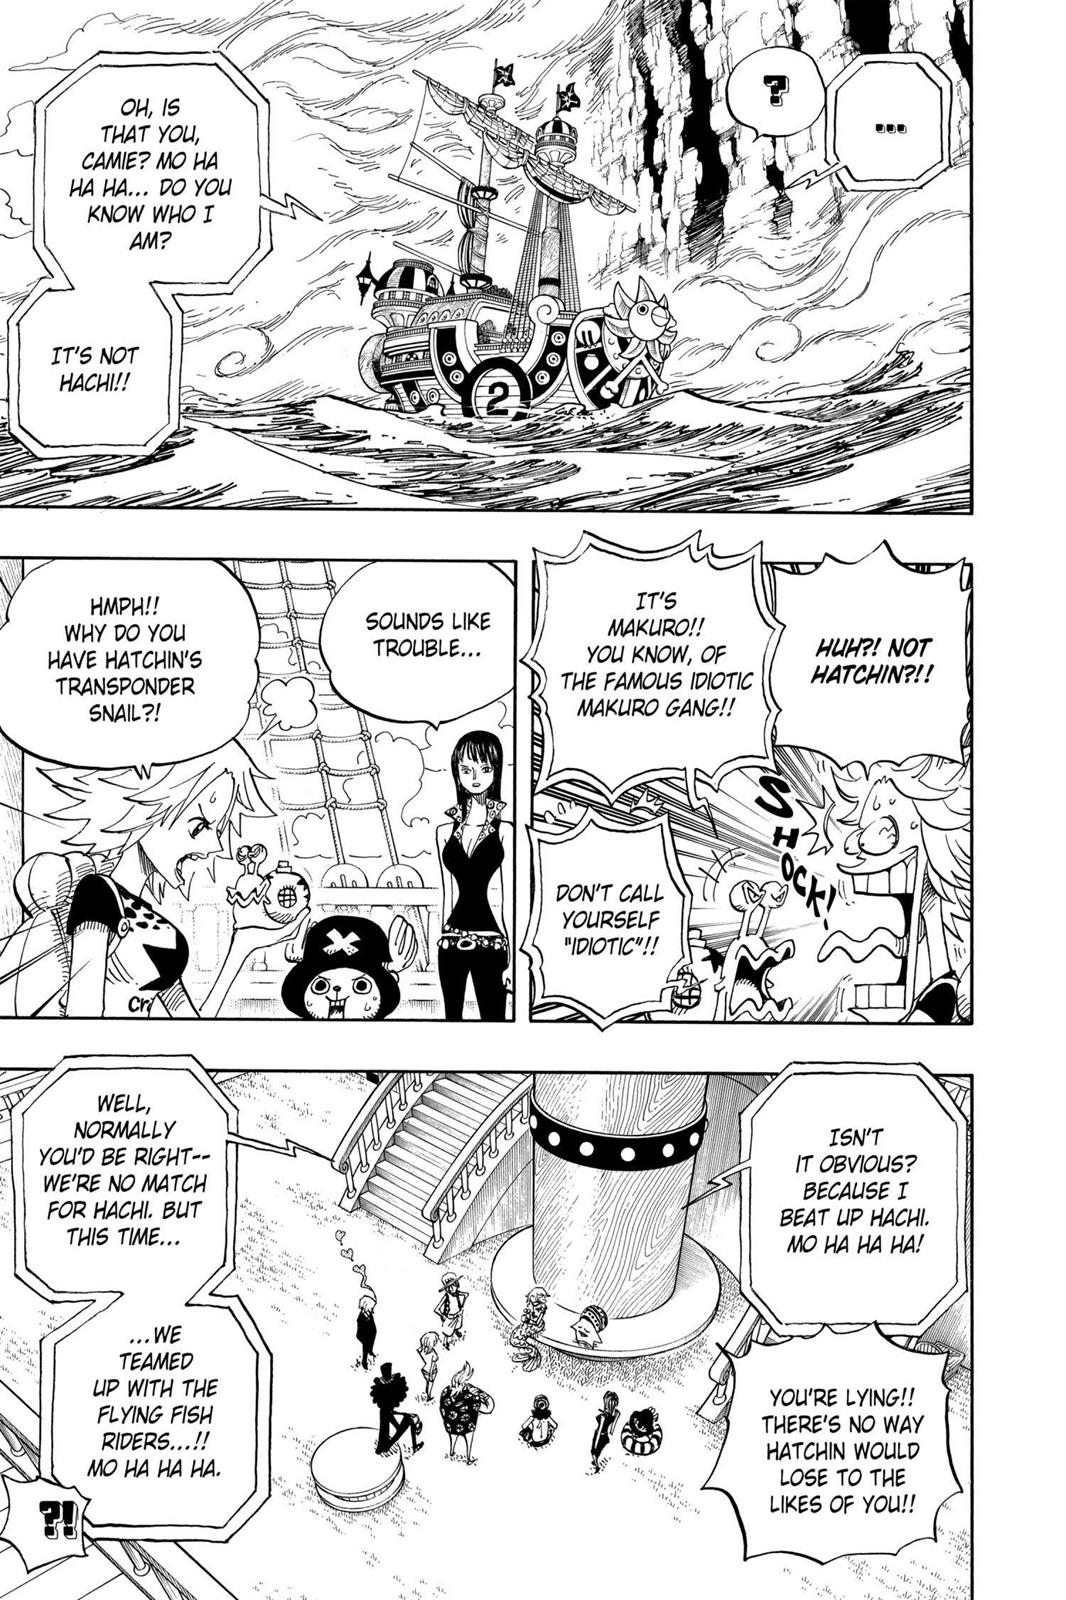 ...
?
OH, IS
THAT YOU,
CAMIE? MO HA
HA HA... DO YOU
KNOW WHO I
AM?
IT'S NOT
HACHI!!
2
HUH?! NOT
HATCHIN?!!
IT'S
MAKURO!!
YOU KNOW, OF
THE FAMOUS IDIOTIC
MAKURO GANG!!
SHOCK!
DON'T CALL
YOURSELF
"IDIOTIC"!!
SOUNDS LIKE
TROUBLE...
HMPH!!
WHY DO YOU
HAVE HATCHIN'S
TRANSPONDER
SNAIL?!
Cri
ISN'T
IT OBVIOUS?
BECAUSE I
BEAT UP HACHI.
MO HA HA HA!
YOU'RE LYING!!
THERE'S NO WAY
HATCHIN WOULD
LOSE TO THE
LIKES OF YOU!!
WELL,
NORMALLY
YOU'D BE RIGHT--
WE'RE NO MATCH
FOR HACHI. BUT
THIS TIME...
...WE
TEAMED
UP WITH THE
FLYING FISH
RIDERS...!!
MO HA HA HA.
?!